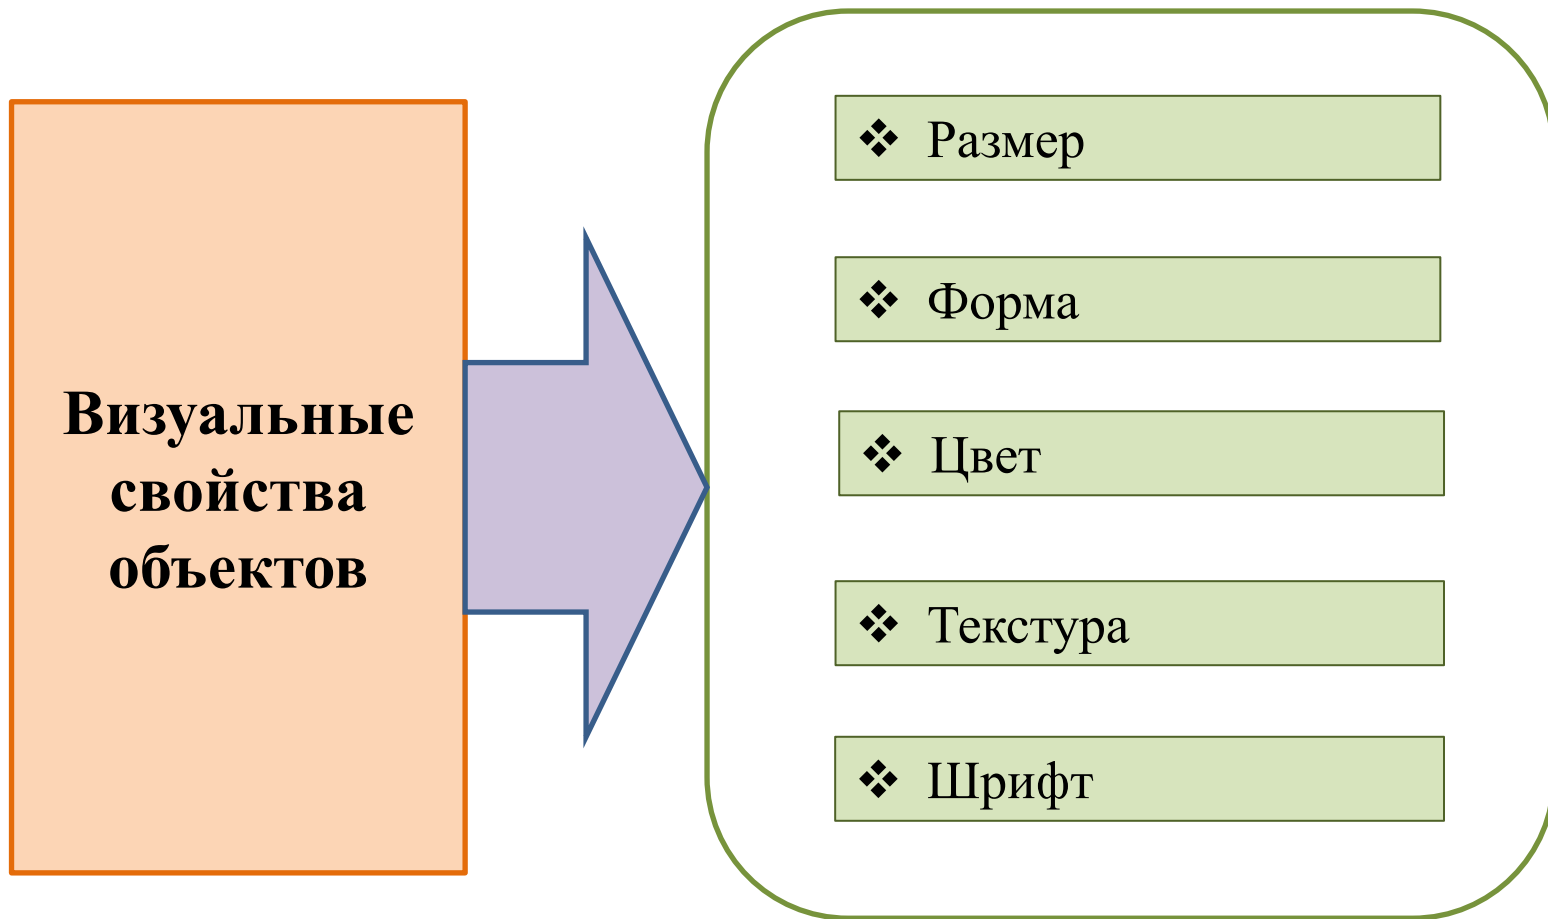 Визуальные
свойства
объектов
❖ Размер
❖ Форма
❖ Цвет
❖ Текстура
❖ Шрифт